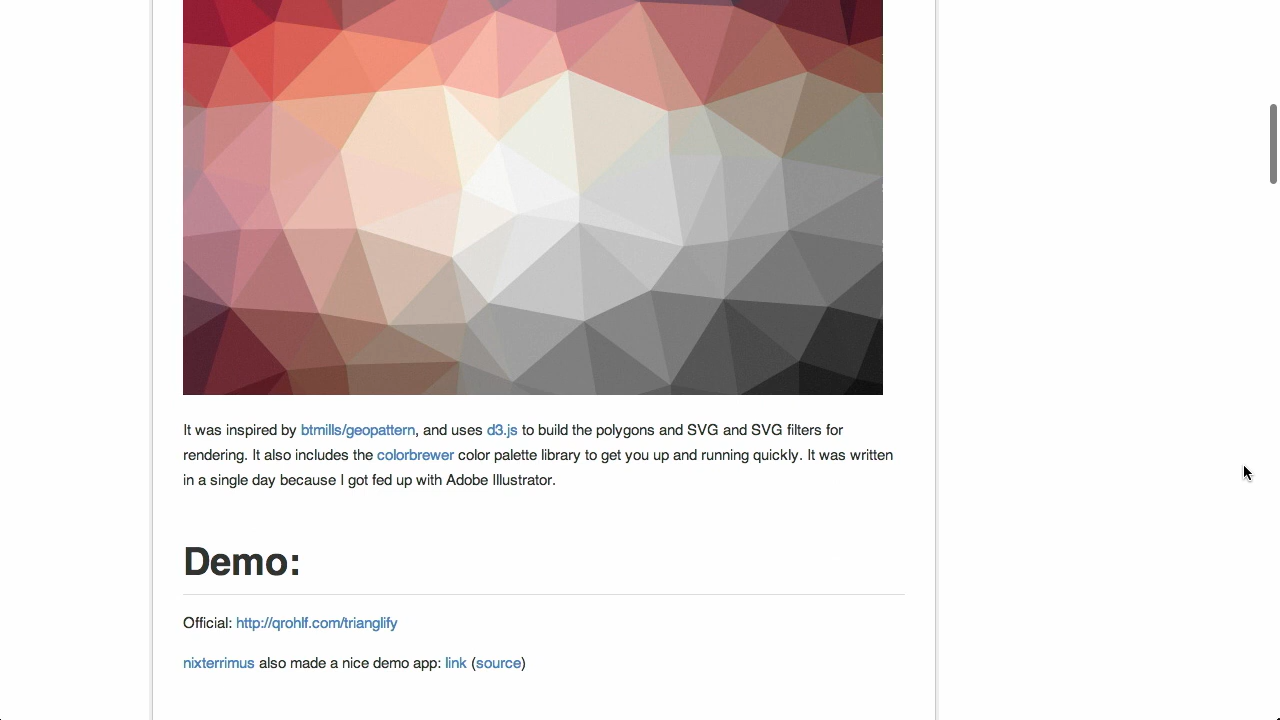 It was inspired by btmills/geopattern, and uses d3.js to build the polygons and SVG and SVG filters for
rendering. It also includes the colorbrewer color palette library to get you up and running quickly. It was written
in a single day because I got fed up with Adobe Illustrator.
Demo:
Official: http://qrohlf.com/trianglify
nixterrimus also made a nice demo app: link (source)